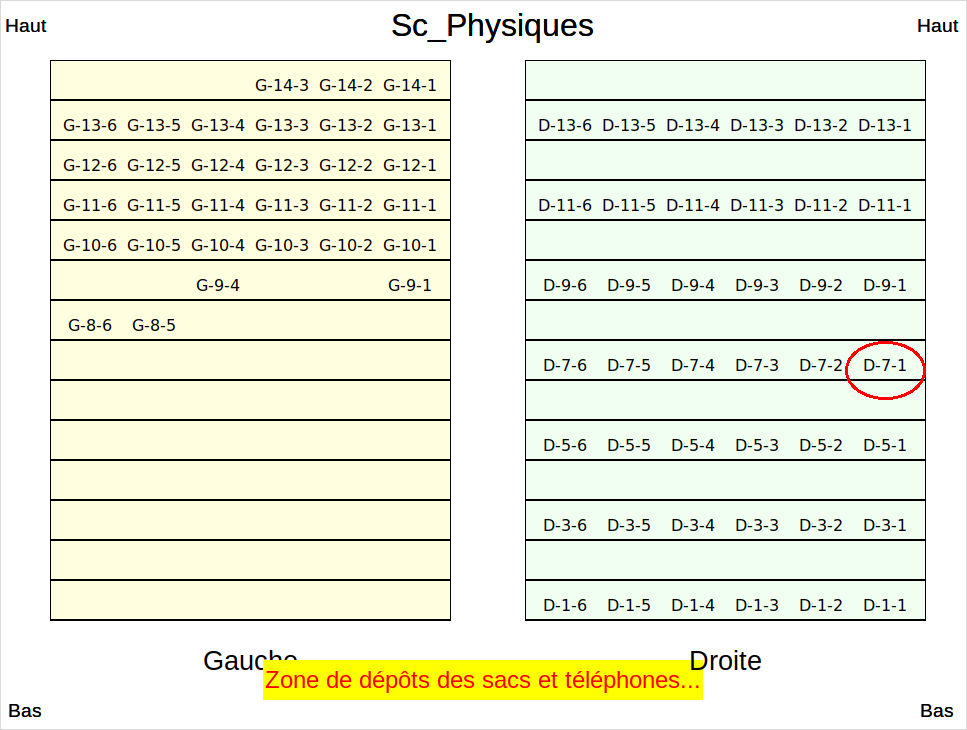 Sc_Physiques
Haut
Haut
G-14-3 G-14-2 G-14-1
G-13-6 G-13-5 G-13-4 G-13-3 G-13-2 G-13-1
G-12-6 G-12-5 G-12-4 G-12-3 G-12-2 G-12-1
G-11-6 G-11-5 G-11-4 G-11-3 G-11-2 G-11-1
G-10-6 G-10-5 G-10-4 G-10-3 G-10-2 G-10-1
G-9-4 G-9-1
G-8-6 G-8-5
D-13-6 D-13-5 D-13-4 D-13-3 D-13-2 D-13-1
D-11-6 D-11-5 D-11-4 D-11-3 D-11-2 D-11-1
D-9-6 D-9-5 D-9-4 D-9-3 D-9-2 D-9-1
D-7-6 D-7-5 D-7-4 D-7-3 D-7-2 D-7-1
D-5-6 D-5-5 D-5-4 D-5-3 D-5-2 D-5-1
D-3-6 D-3-5 D-3-4 D-3-3 D-3-2 D-3-1
D-1-6 D-1-5 D-1-4 D-1-3 D-1-2 D-1-1
Gauche
Droite
Zone de dépôts des sacs et téléphones...
Bas
Bas